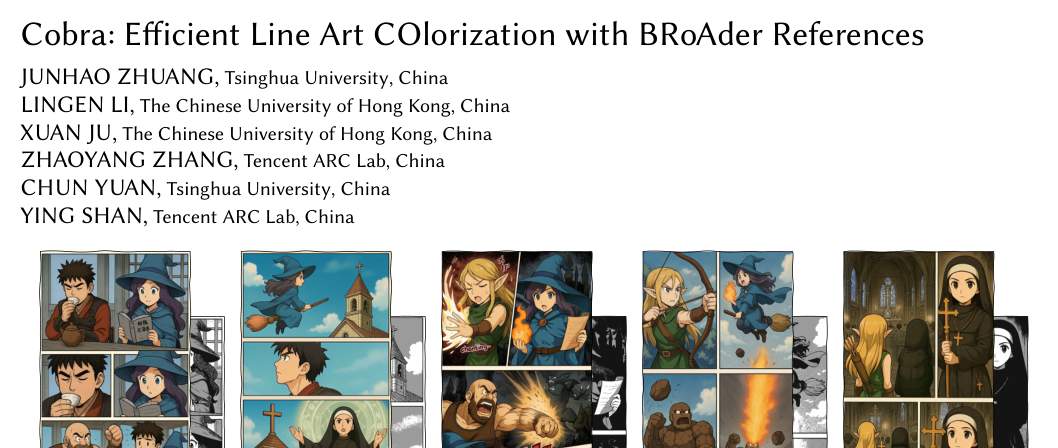 Cobra: Efficient Line Art COlorization with BRoAder References
JUNHAO ZHUANG, Tsinghua University, China
LINGEN LI, The Chinese University of Hong Kong, China
XUAN JU, The Chinese University of Hong Kong, China
ZHAOYANG ZHANG, Tencent ARC Lab, China
CHUN YUAN, Tsinghua University, China
YING SHAN, Tencent ARC Lab, China